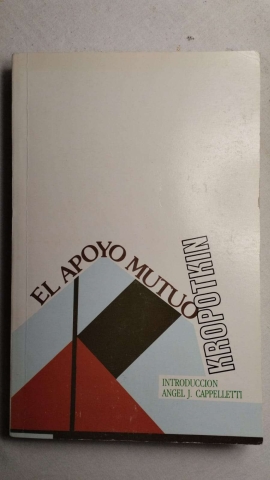 EL APOYO MUTUO
KROPOTKIN
INTRODUCCION
ANGEL J. CAPPELLETTI